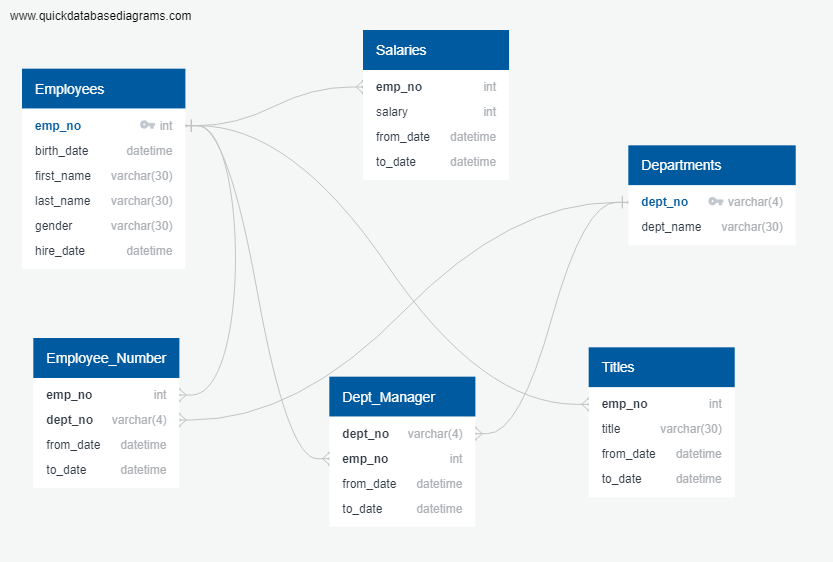 www.quickdatabasediagrams.com
Employees
emp_no int
birth_date datetime
first_name varchar(30)
last_name varchar(30)
gender varchar(30)
hire_date datetime
Salaries
emp_no int
salary int
from_date datetime
to_date datetime
Departments
dept_no varchar(4)
dept_name varchar(30)
Employee_Number
emp_no int
dept_no varchar(4)
from_date datetime
to_date datetime
Dept_Manager
dept_no varchar(4)
emp_no int
from_date datetime
to_date datetime
Titles
emp_no int
title varchar(30)
from_date datetime
to_date datetime